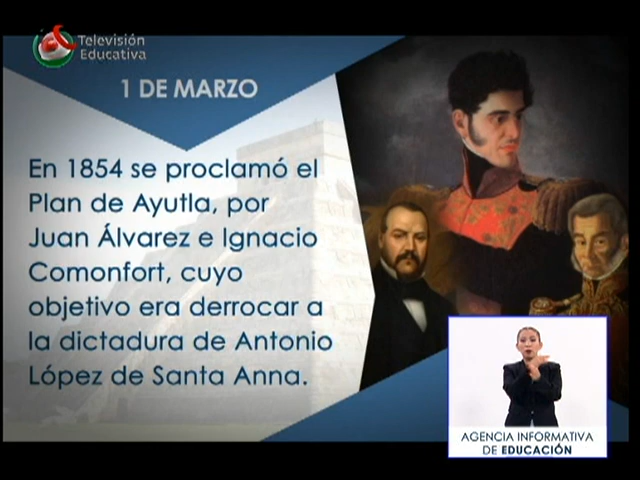 Televisión
Educativa
1 DE MARZO
En 1854 se proclamó el
Plan de Ayutla, por
Juan Álvarez e Ignacio
Comonfort, cuyo
objetivo era derrocar a
la dictadura de Antonio
López de Santa Anna.
AGENCIA INFORMATIVA
DE EDUCACIÓN